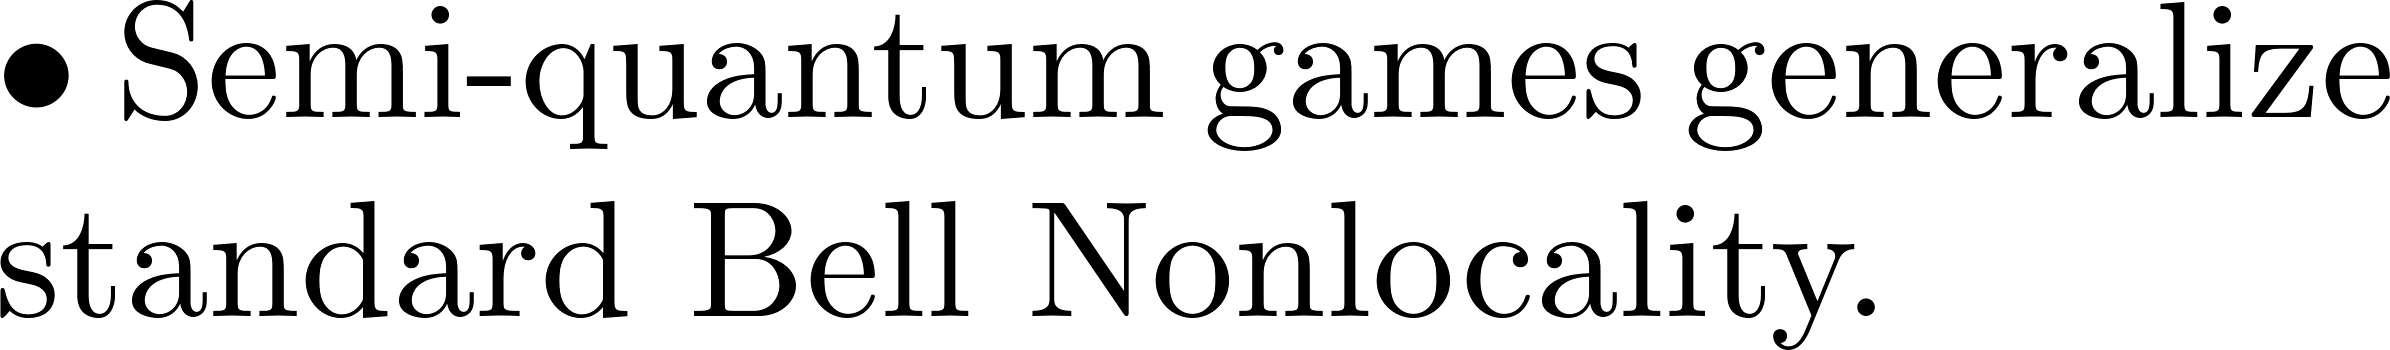 • Semi-quantum games generalize
standard Bell Nonlocality.